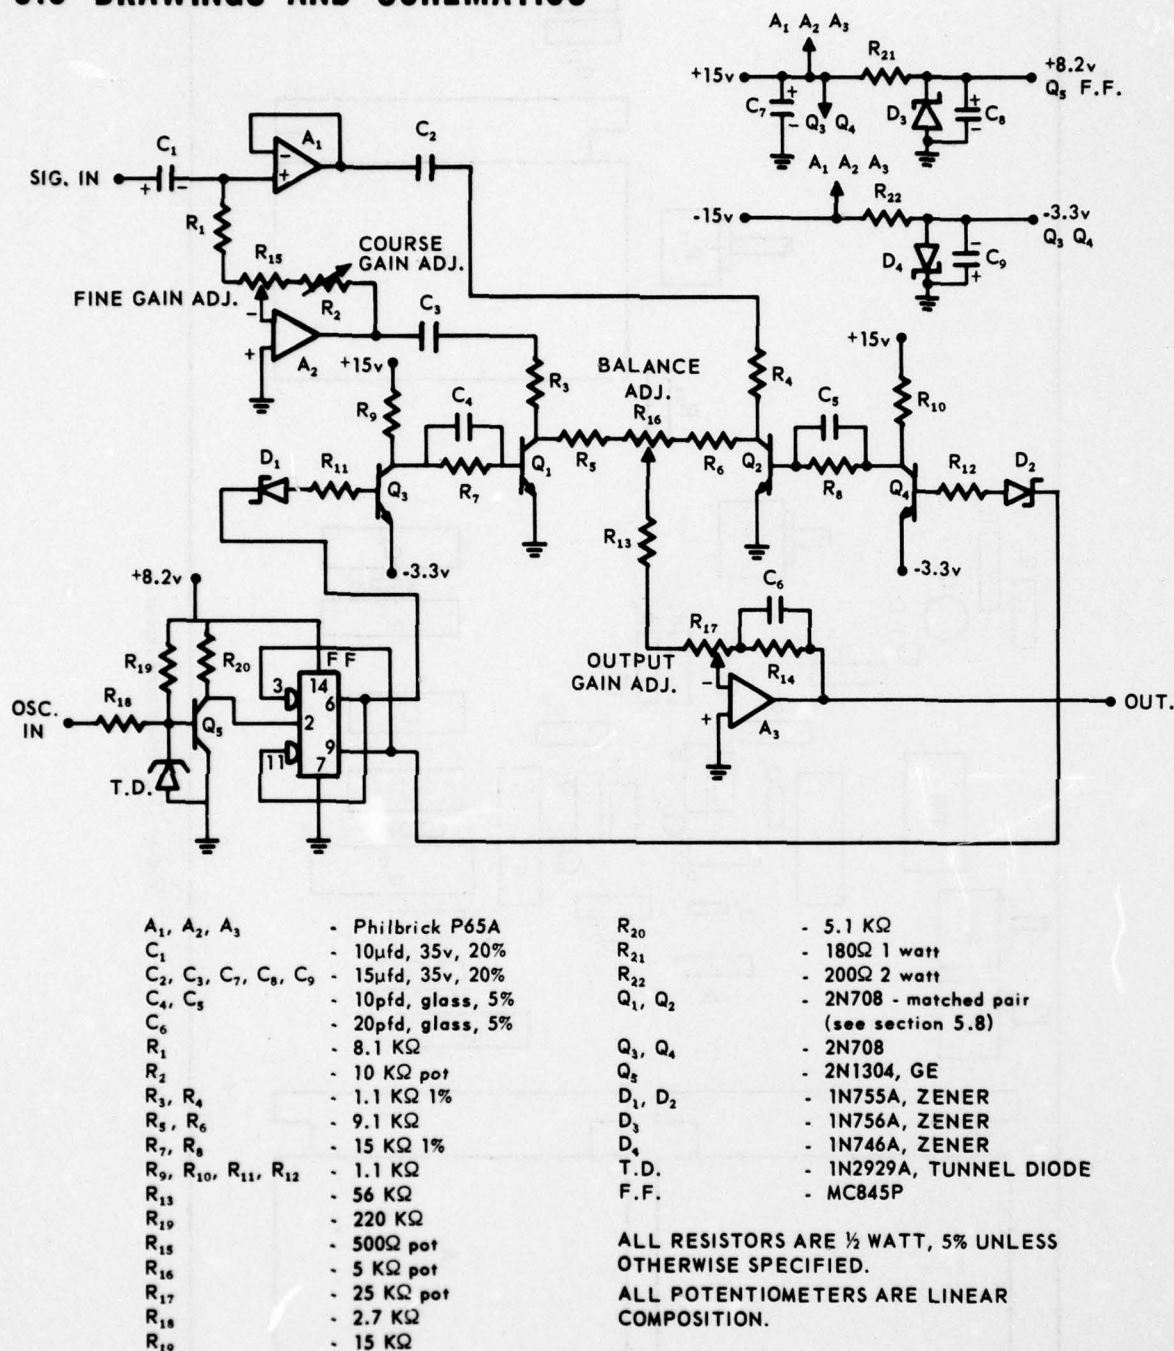 DRAWINGS AND SCHEMATICS
A₁ A₂ A₃
+15v
R₂₁
+8.2v
Q₅ F.F.
C₇
+
-
Q₃ Q₄
D₃
+
-
C₈
A₁ A₂ A₃
-15v
R₂₂
-3.3v
Q₃ Q₄
D₄
-
+
C₉
SIG. IN
C₁
+
-
A₁
-
+
C₂
R₁
R₁₅
COURSE
GAIN ADJ.
FINE GAIN ADJ.
R₂
-
+
A₂
C₃
+15v
R₉
C₄
R₃
BALANCE
ADJ.
R₁₆
R₄
C₅
+15v
R₁₀
D₁
R₁₁
Q₃
R₇
Q₁
R₅
R₆
Q₂
R₈
Q₄
R₁₂
D₂
R₁₃
-3.3v
-3.3v
+8.2v
C₆
R₁₇
R₁₄
OUTPUT
GAIN ADJ.
-
+
A₃
OUT.
R₁₉
R₂₀
F F
OSC.
IN
R₁₈
Q₅
3
14
6
2
9
11
7
T.D.
A₁, A₂, A₃ - Philbrick P65A
C₁ - 10µfd, 35v, 20%
C₂, C₃, C₇, C₈, C₉ - 15µfd, 35v, 20%
C₄, C₅ - 10pfd, glass, 5%
C₆ - 20pfd, glass, 5%
R₁ - 8.1 KΩ
R₂ - 10 KΩ pot
R₃, R₄ - 1.1 KΩ 1%
R₅, R₆ - 9.1 KΩ
R₇, R₈ - 15 KΩ 1%
R₉, R₁₀, R₁₁, R₁₂ - 1.1 KΩ
R₁₃ - 56 KΩ
R₁₉ - 220 KΩ
R₁₅ - 500Ω pot
R₁₆ - 5 KΩ pot
R₁₇ - 25 KΩ pot
R₁₈ - 2.7 KΩ
R₁₉ - 15 KΩ
R₂₀ - 5.1 KΩ
R₂₁ - 180Ω 1 watt
R₂₂ - 200Ω 2 watt
Q₁, Q₂ - 2N708 - matched pair
(see section 5.8)
Q₃, Q₄ - 2N708
Q₅ - 2N1304, GE
D₁, D₂ - 1N755A, ZENER
D₃ - 1N756A, ZENER
D₄ - 1N746A, ZENER
T.D. - 1N2929A, TUNNEL DIODE
F.F. - MC845P
ALL RESISTORS ARE ½ WATT, 5% UNLESS
OTHERWISE SPECIFIED.
ALL POTENTIOMETERS ARE LINEAR
COMPOSITION.